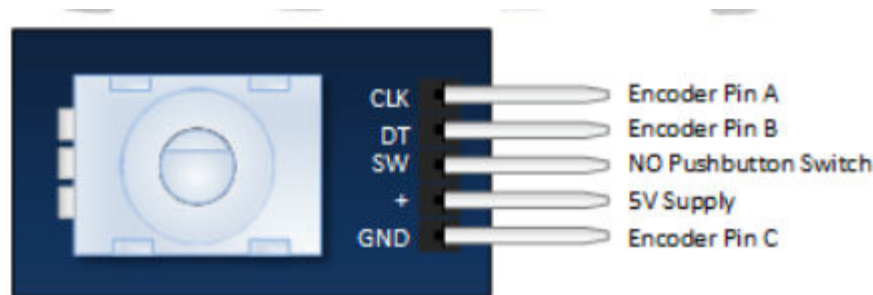 CLK Encoder Pin A
DT Encoder Pin B
SW NO Pushbutton Switch
+ 5V Supply
GND Encoder Pin C